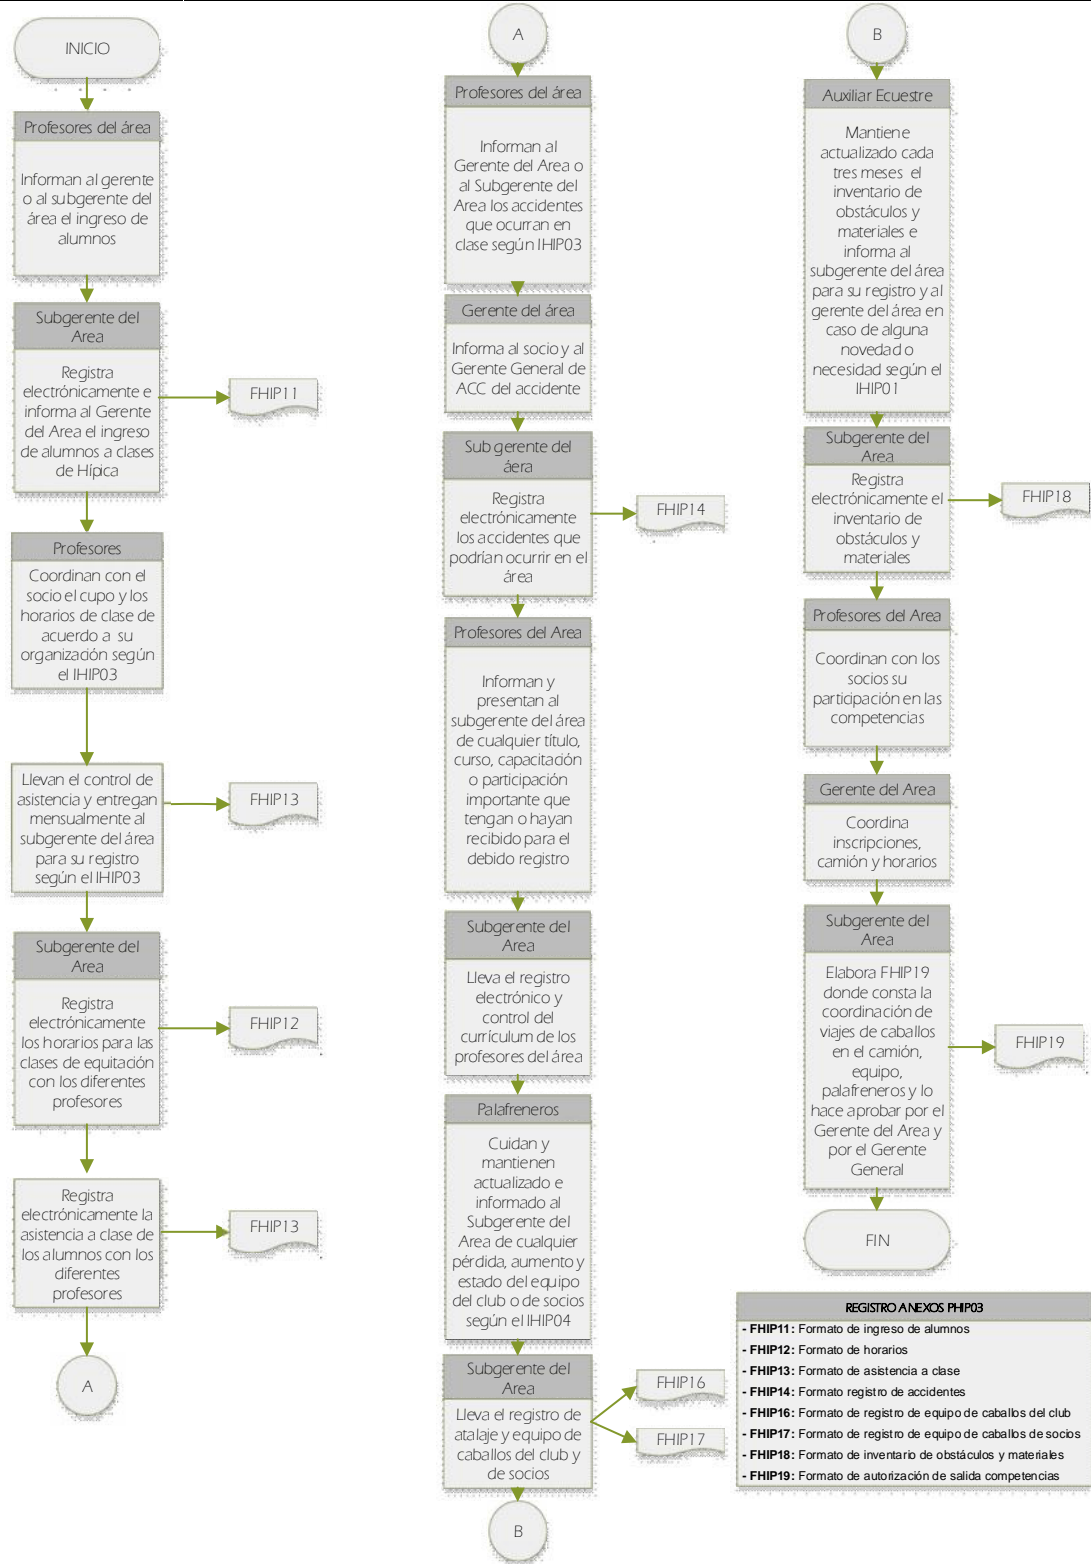 INICIO
Profesores del área
Informan al gerente
o al subgerente del
área el ingreso de
alumnos
Subgerente del
Area
Registra
electrónicamente e
informa al Gerente
del Area el ingreso
de alumnos a clases
de Hípica
FHIP11
Profesores
Coordinan con el
socio el cupo y los
horarios de clase de
acuerdo a su
organización según
el IHIP03
Llevan el control de
asistencia y entregan
mensualmente al
subgerente del área
para su registro
según el IHIP03
FHIP13
Subgerente del
Area
Registra
electrónicamente
los horarios para las
clases de equitación
con los diferentes
profesores
FHIP12
Registra
electrónicamente la
asistencia a clase de
los alumnos con los
diferentes
profesores
FHIP13
A
A
Profesores del área
Informan al
Gerente del Area o
al Subgerente del
Area los accidentes
que ocurran en
clase según IHIP03
Gerente del área
Informa al socio y al
Gerente General de
ACC del accidente
Sub gerente del
áera
Registra
electrónicamente
los accidentes que
podrían ocurrir en el
área
FHIP14
Profesores del Area
Informan y
presentan al
subgerente del área
de cualquier título,
curso, capacitación
o participación
importante que
tengan o hayan
recibido para el
debido registro
Subgerente del
Area
Lleva el registro
electrónico y
control del
currículum de los
profesores del área
Palafreneros
Cuidan y
mantienen
actualizado e
informado al
Subgerente del
Area de cualquier
pérdida, aumento y
estado del equipo
del club o de socios
según el IHIP04
Subgerente del
Area
Lleva el registro de
atalaje y equipo de
caballos del club y
de socios
FHIP16
FHIP17
B
B
Auxiliar Ecuestre
Mantiene
actualizado cada
tres meses el
inventario de
obstáculos y
materiales e
informa al
subgerente del área
para su registro y al
gerente del área en
caso de alguna
novedad o
necesidad según el
IHIP01
Subgerente del
Area
Registra
electrónicamente el
inventario de
obstáculos y
materiales
FHIP18
Profesores del Area
Coordinan con los
socios su
participación en las
competencias
Gerente del Area
Coordina
inscripciones,
camión y horarios
Subgerente del
Area
Elabora FHIP19
donde consta la
coordinación de
viajes de caballos
en el camión,
equipo,
palafreneros y lo
hace aprobar por el
Gerente del Area y
por el Gerente
General
FHIP19
FIN
REGISTRO ANEXOS PHIP03
- FHIP11: Formato de ingreso de alumnos
- FHIP12: Formato de horarios
- FHIP13: Formato de asistencia a clase
- FHIP14: Formato registro de accidentes
- FHIP16: Formato de registro de equipo de caballos del club
- FHIP17: Formato de registro de equipo de caballos de socios
- FHIP18: Formato de inventario de obstáculos y materiales
- FHIP19: Formato de autorización de salida competencias